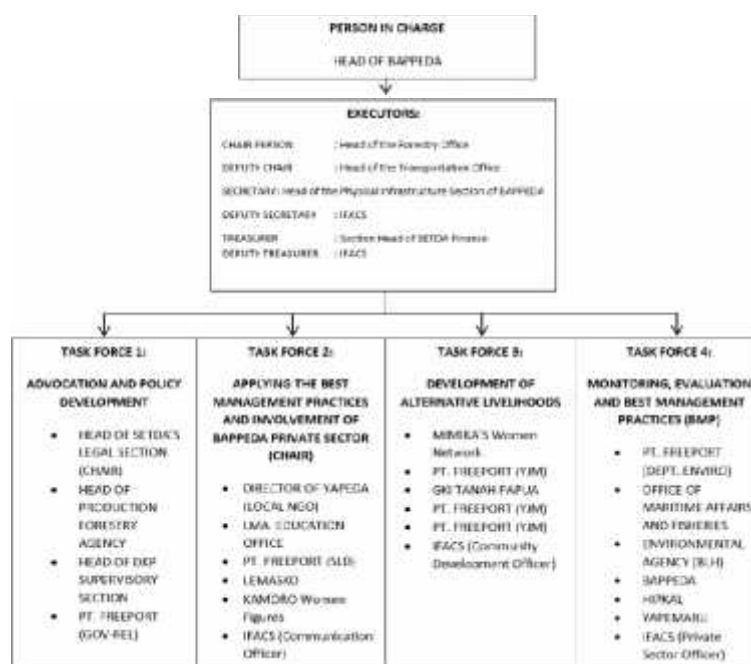 PERSON IN CHARGE
HEAD OF BAPPEDA
EXECUTORS:
CHAIR PERSON : Head of the Forestry Office
DEPUTY CHAIR : Head of the Transportation Office
SECRETARY: Head of the Physical Infrastructure Section of BAPPEDA
DEPUTY SECRETARY : IFACS
TREASURER : Section Head of SETDA Finance
DEPUTY TREASURER : IFACS
TASK FORCE 1:
ADVOCATION AND POLICY
DEVELOPMENT
• HEAD OF SETDA'S
LEGAL SECTION
(CHAIR)
• HEAD OF
PRODUCTION
FORESTRY
AGENCY
• HEAD OF DKP
SUPERVISORY
SECTION
• PT. FREEPORT
(GOV-REL)
TASK FORCE 2:
APPLYING THE BEST
MANAGEMENT PRACTICES
AND INVOLVEMENT OF
BAPPEDA PRIVATE SECTOR
(CHAIR)
• DIRECTOR OF YAPEDA
(LOCAL NGO)
• LMA. EDUCATION
OFFICE
• PT. FREEPORT (SLD)
• LEMASKO
• KAMORO Women
Figures
• IFACS (Communication
Officer)
TASK FORCE 3:
DEVELOPMENT OF
ALTERNATIVE LIVELIHOODS
• MIMIKA'S Women
Network
• PT. FREEPORT (YJM)
• GKI TANAH PAPUA
• PT. FREEPORT (YJM)
• PT. FREEPORT (YJM)
• IFACS (Community
Development Officer)
TASK FORCE 4:
MONITORING, EVALUATION
AND BEST MANAGEMENT
PRACTICES (BMP)
• PT. FREEPORT
(DEPT. ENVIRO)
• OFFICE OF
MARITIME AFFAIRS
AND FISHERIES
• ENVIRONMENTAL
AGENCY (BLH)
• BAPPEDA
• HIPKAL
• YAPEMARU
• IFACS (Private
Sector Officer)